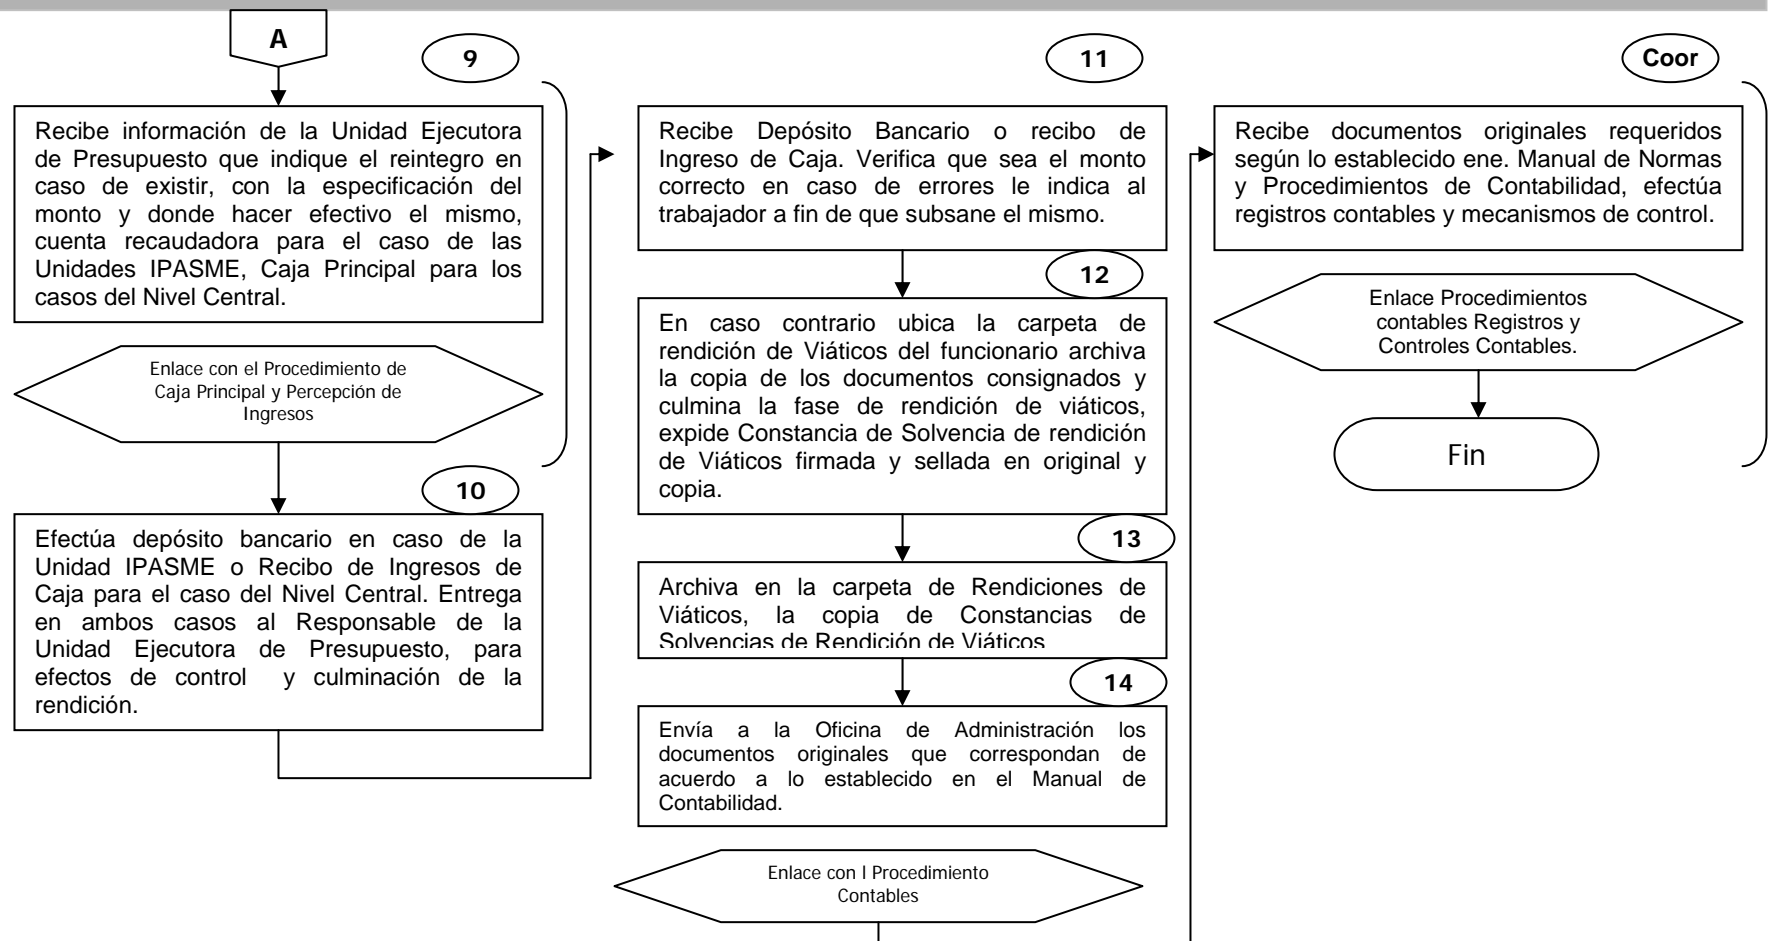 A
9
Recibe información de la Unidad Ejecutora
de Presupuesto que indique el reintegro en
caso de existir, con la especificación del
monto y donde hacer efectivo el mismo,
cuenta recaudadora para el caso de las
Unidades IPASME, Caja Principal para los
casos del Nivel Central.
Enlace con el Procedimiento de
Caja Principal y Percepción de
Ingresos
10
Efectúa depósito bancario en caso de la
Unidad IPASME o Recibo de Ingresos de
Caja para el caso del Nivel Central. Entrega
en ambos casos al Responsable de la
Unidad Ejecutora de Presupuesto, para
efectos de control y culminación de la
rendición.
11
Recibe Depósito Bancario o recibo de
Ingreso de Caja. Verifica que sea el monto
correcto en caso de errores le indica al
trabajador a fin de que subsane el mismo.
12
En caso contrario ubica la carpeta de
rendición de Viáticos del funcionario archiva
la copia de los documentos consignados y
culmina la fase de rendición de viáticos,
expide Constancia de Solvencia de rendición
de Viáticos firmada y sellada en original y
copia.
13
Archiva en la carpeta de Rendiciones de
Viáticos, la copia de Constancias de
Solvencias de Rendición de Viáticos
14
Envía a la Oficina de Administración los
documentos originales que correspondan de
acuerdo a lo establecido en el Manual de
Contabilidad.
Enlace con l Procedimiento
Contables
Coor
Recibe documentos originales requeridos
según lo establecido ene. Manual de Normas
y Procedimientos de Contabilidad, efectúa
registros contables y mecanismos de control.
Enlace Procedimientos
contables Registros y
Controles Contables.
Fin